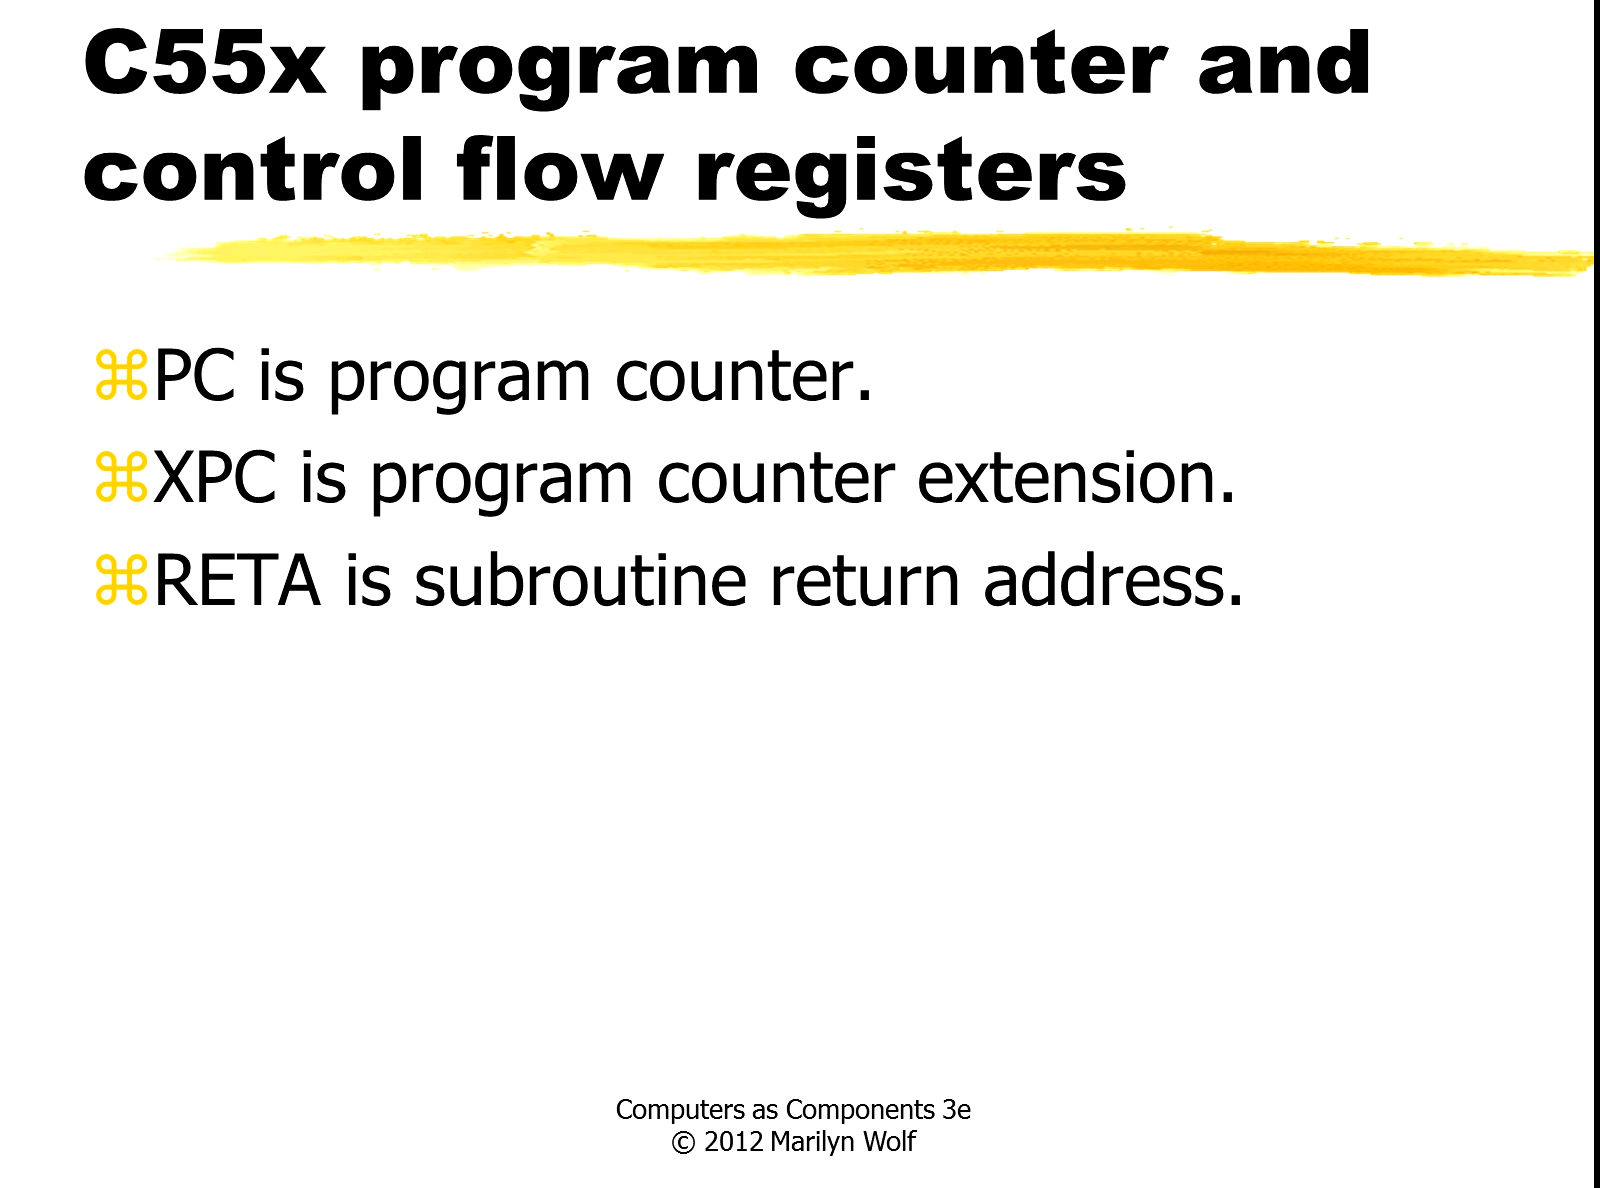 C55x program counter and
control flow registers
⌘PC is program counter.
⌘XPC is program counter extension.
⌘RETA is subroutine return address.
Computers as Components 3e
© 2012 Marilyn Wolf